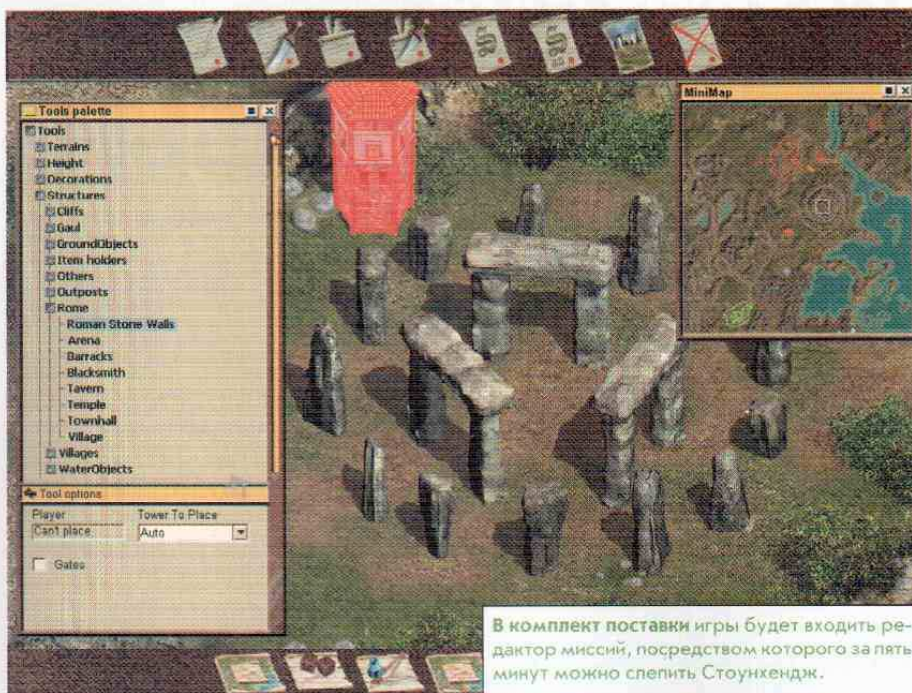 Tools palette
Tools
Terrains
Height
Decorations
Structures
Cliffs
Gaul
GroundObjects
Item holders
Others
Outposts
Rome
Roman Stone Walls
Arena
Barracks
Blacksmith
Tavern
Temple
Townhall
Village
Villages
WaterObjects
Tool options
Player
Tower To Place
Can't place
Auto
Gates
MiniMap
В комплект поставки игры будет входить ре-
дактор миссий, посредством которого за пять
минут можно слепить Стоунхендж.